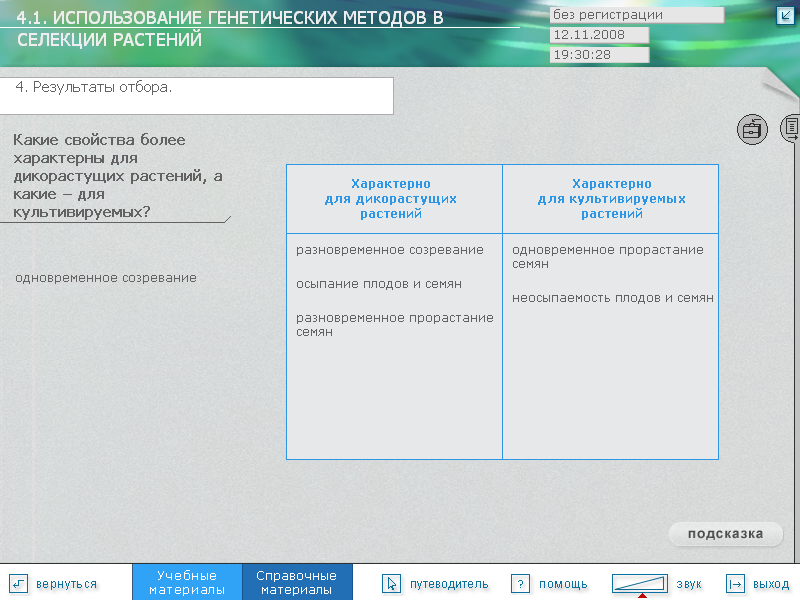 4.1. ИСПОЛЬЗОВАНИЕ ГЕНЕТИЧЕСКИХ МЕТОДОВ В
СЕЛЕКЦИИ РАСТЕНИЙ
без регистрации
12.11.2008
19:30:28
4. Результаты отбора.
Какие свойства более
характерны для
дикорастущих растений, а
какие – для
культивируемых?
одновременное созревание
Характерно
для дикорастущих
растений
разновременное созревание
осыпание плодов и семян
разновременное прорастание
семян
Характерно
для культивируемых
растений
одновременное прорастание
семян
неосыпаемость плодов и семян
подсказка
вернуться
Учебные
материалы
Справочные
материалы
путеводитель
?
помощь
звук
выход